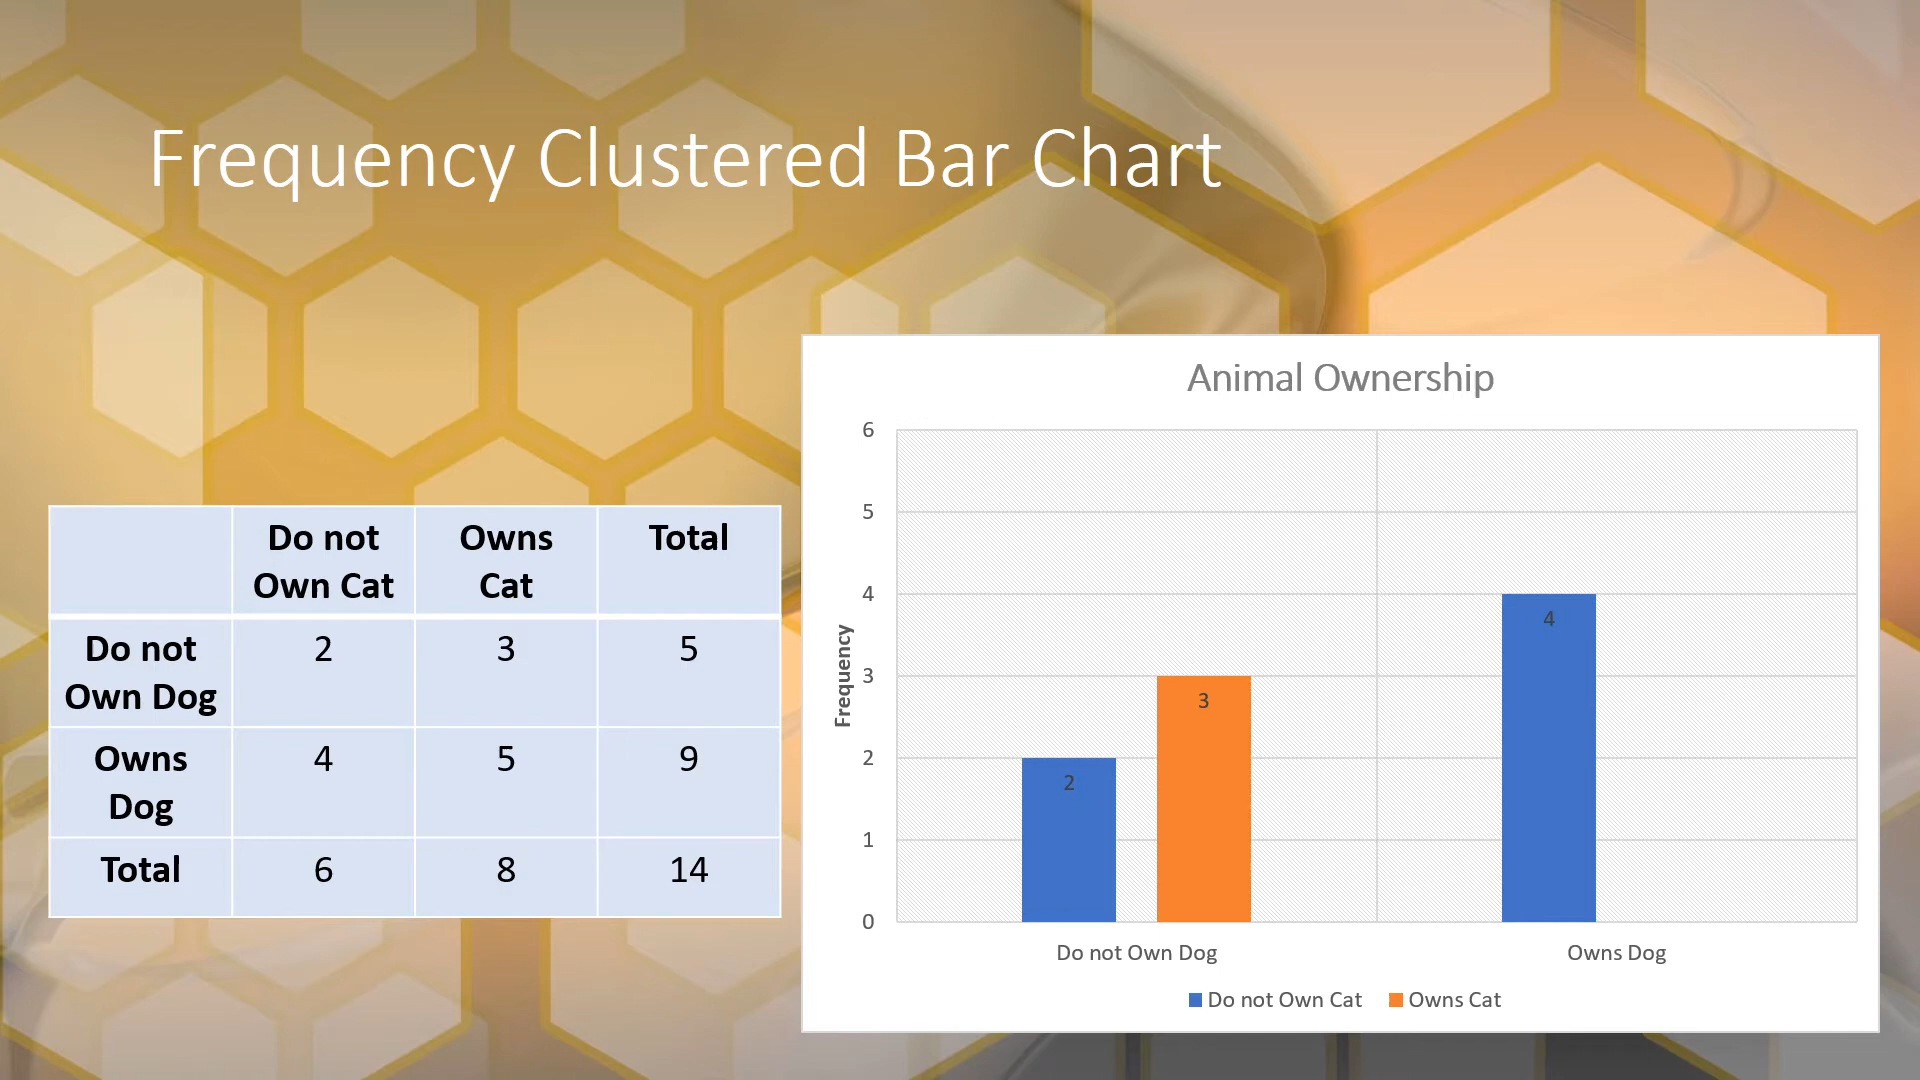 Frequency Clustered Bar Chart
Do not Owns Total
Own Cat Cat
Do not 2 3 5
Own Dog
Owns 4 5 9
Dog
Total 6 8 14
Animal Ownership
6
5
4
3
2
1
0
Frequency
2
3
4
Do not Own Dog Owns Dog
Do not Own Cat Owns Cat